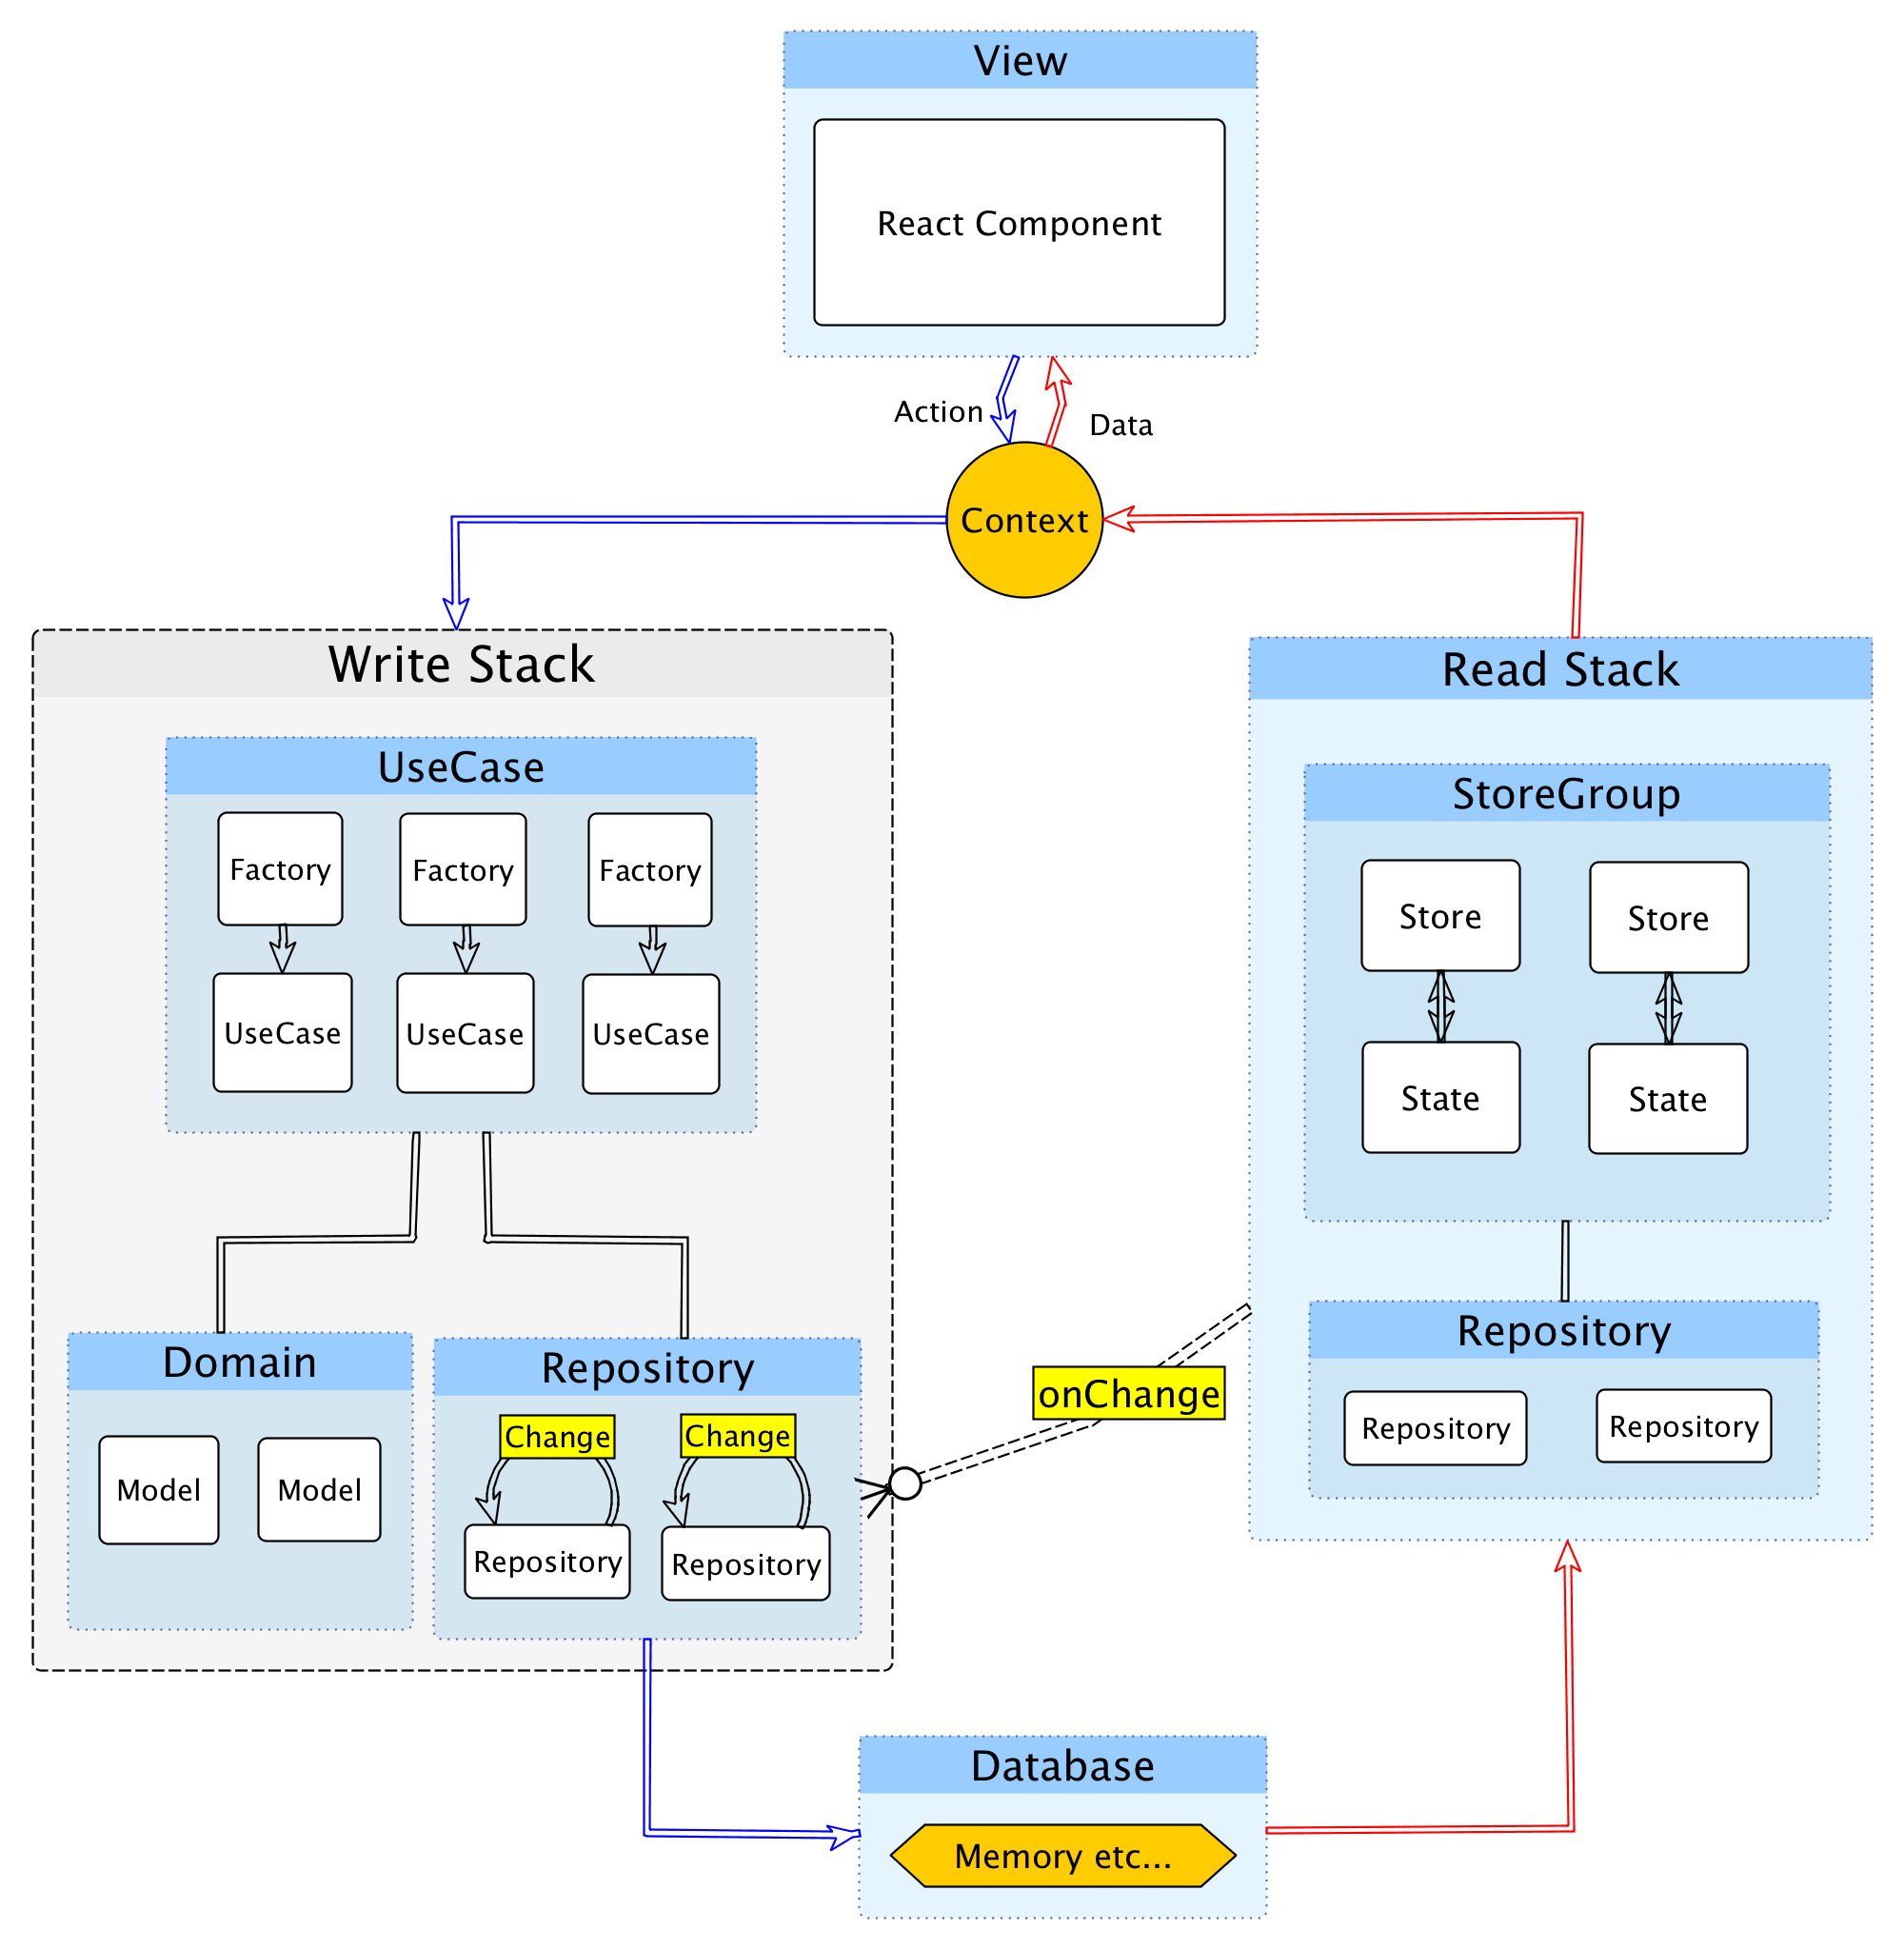 View
React Component
Action
Data
Context
Write Stack
UseCase
Factory
Factory
Factory
UseCase
UseCase
UseCase
Domain
Model
Model
Repository
Change
Change
Repository
Repository
onChange
Read Stack
StoreGroup
Store
Store
State
State
Repository
Repository
Repository
Database
Memory etc...